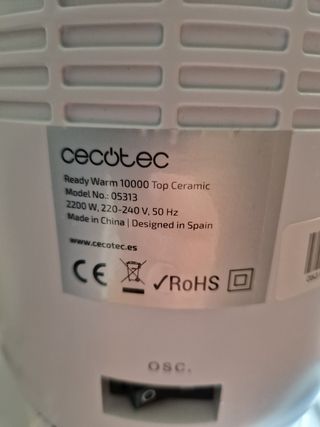 cecotec
Ready Warm 10000 Top Ceramic
Model No.: 05313
2200 W, 220-240 V, 50 Hz
Made in China | Designed in Spain
www.cecotec.es
CE ✓RoHS
OSC.